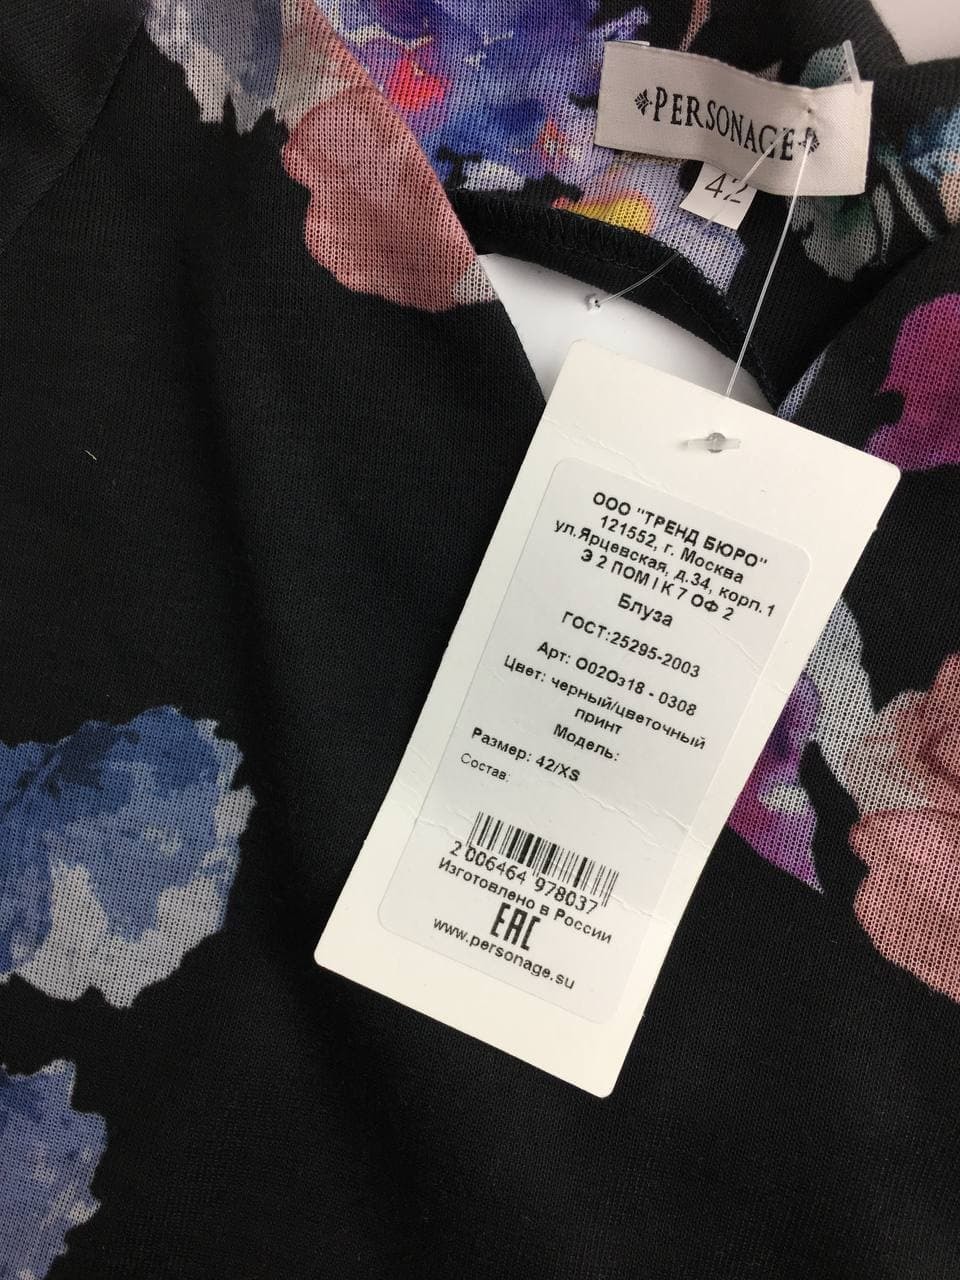 PERSONAGE
42
ООО "ТРЕНД БЮРО"
121552, г. Москва
ул.Ярцевская, д.34, корп. 1
Э 2 ПОМ I К 7 ОФ 2
Блуза
ГОСТ:25295-2003
Арт: О02Оз18 - 0308
Цвет: черный/цветочный
принт
Модель:
Размер: 42/XS
Состав:
2 006464 978037
Изготовлено в России
EAC
www.personage.su